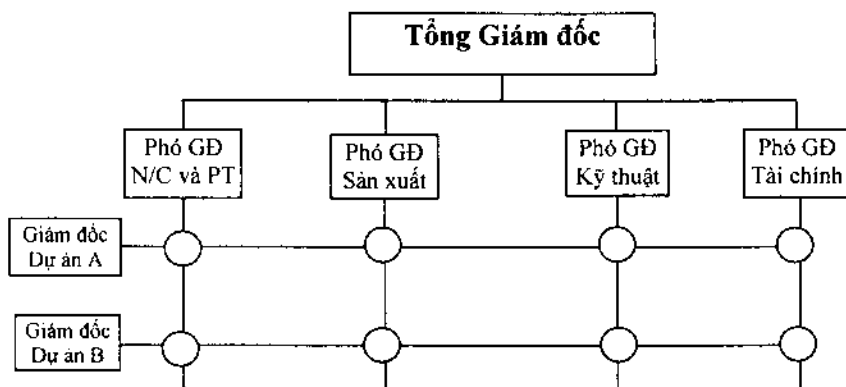 Tổng Giám đốc
Phó GĐ
N/C và PT
Phó GĐ
Sản xuất
Phó GĐ
Kỹ thuật
Phó GĐ
Tài chính
Giám đốc
Dự án A
Giám đốc
Dự án B